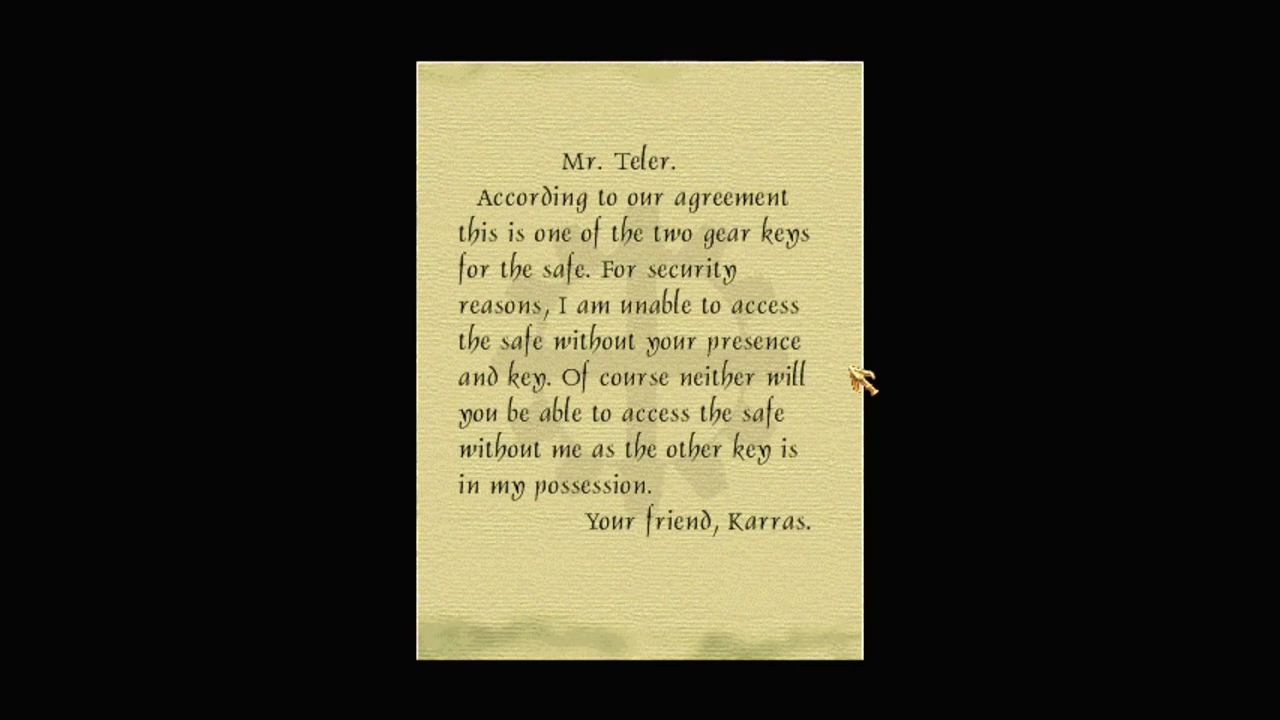 Mr. Teler.
According to our agreement
this is one of the two gear keys
for the safe. For security
reasons, I am unable to access
the safe without your presence
and key. Of course neither will
you be able to access the safe
without me as the other key is
in my possession.
Your friend, Karras.